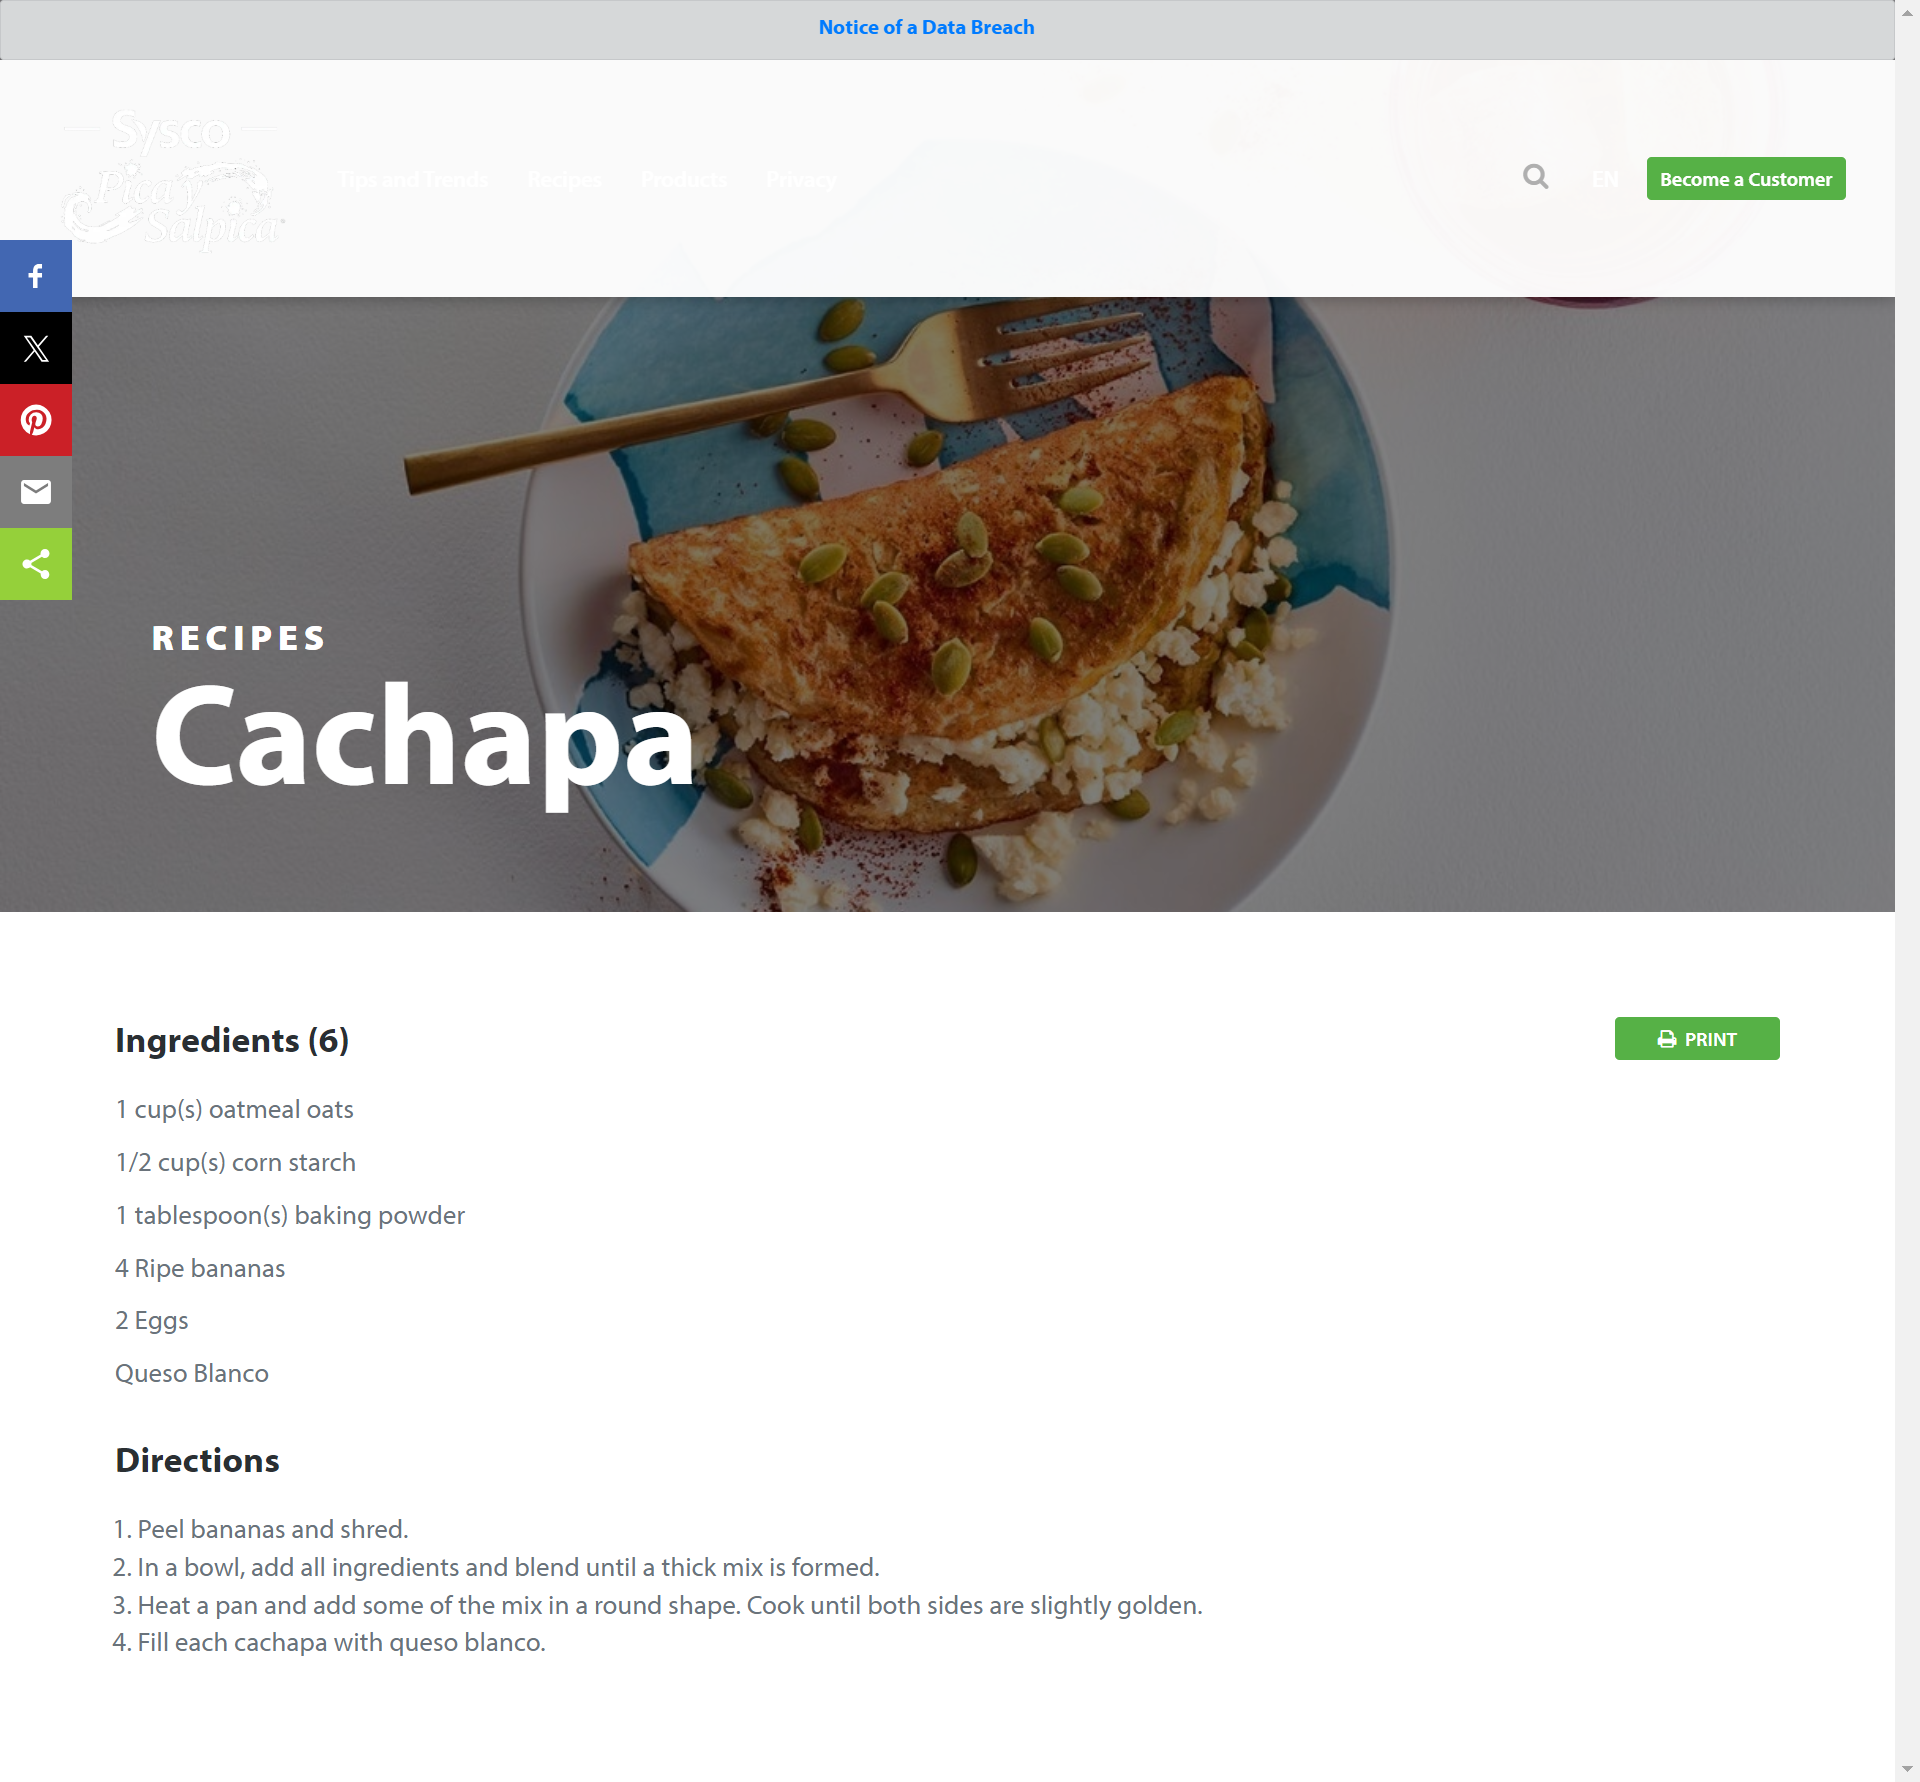 Notice of a Data Breach
Sysco
Pica y
Salpica
Tips and Trends
Recipes
Products
Privacy
EN
Become a Customer
RECIPES
Cachapa
Ingredients (6)
PRINT
1 cup(s) oatmeal oats
1/2 cup(s) corn starch
1 tablespoon(s) baking powder
4 Ripe bananas
2 Eggs
Queso Blanco
Directions
1. Peel bananas and shred.
2. In a bowl, add all ingredients and blend until a thick mix is formed.
3. Heat a pan and add some of the mix in a round shape. Cook until both sides are slightly golden.
4. Fill each cachapa with queso blanco.